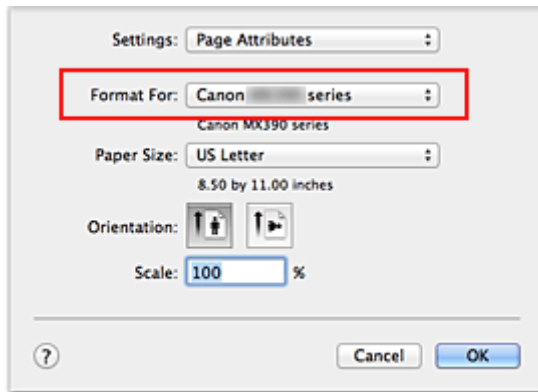 Settings: Page Attributes
Format For: Canon series
Canon MX390 series
Paper Size: US Letter
8.50 by 11.00 inches
Orientation:
Scale: 100 %
? Cancel OK